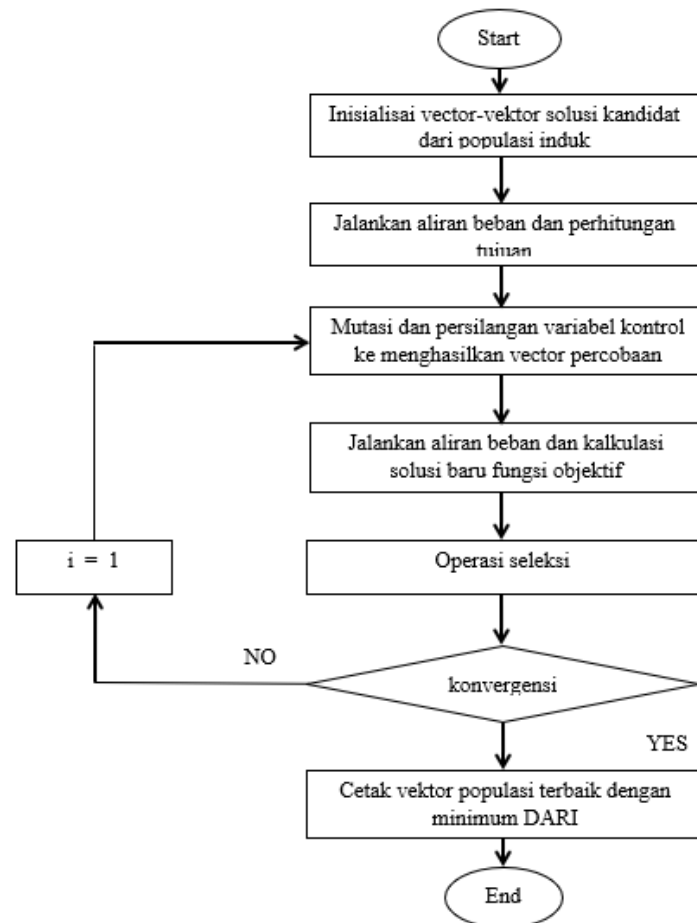 Start
Inisialisai vector-vektor solusi kandidat
dari populasi induk
Jalankan aliran beban dan perhitungan
tujuan
Mutasi dan persilangan variabel kontrol
ke menghasilkan vector percobaan
Jalankan aliran beban dan kalkulasi
solusi baru fungsi objektif
i = 1
Operasi seleksi
NO
konvergensi
YES
Cetak vektor populasi terbaik dengan
minimum DARI
End